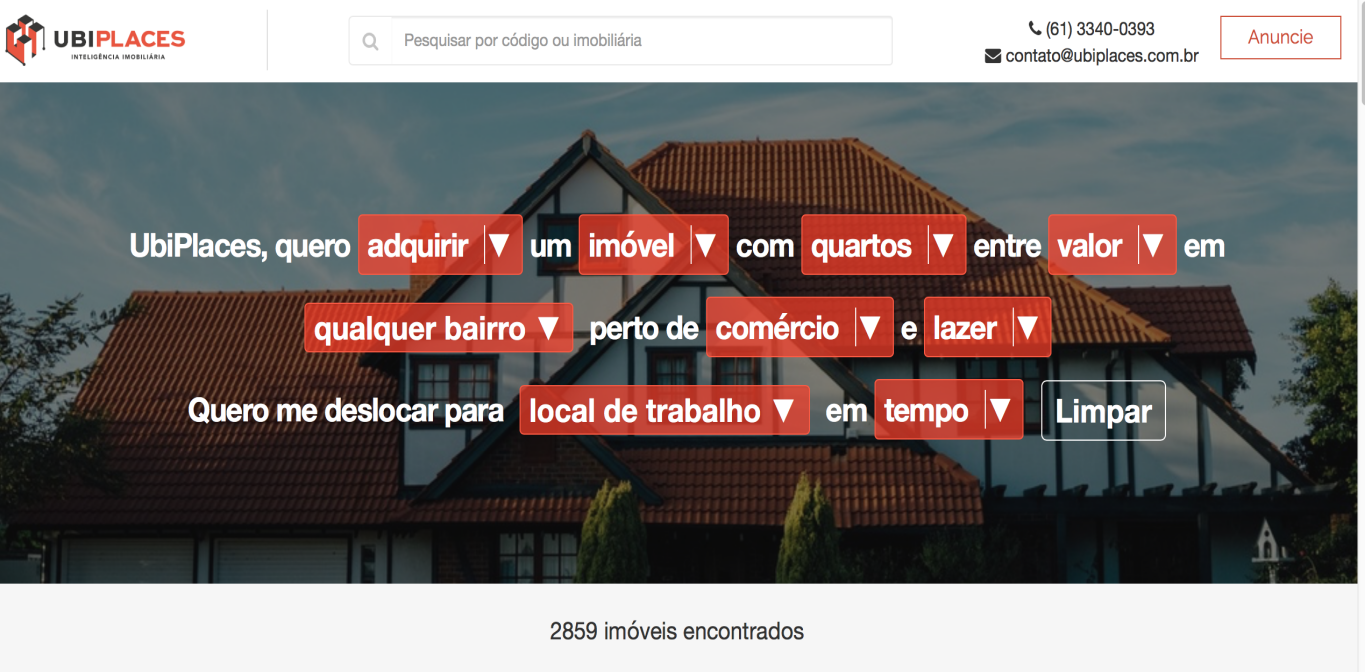 UBIPLACES
INTELIGÊNCIA IMOBILIÁRIA
Pesquisar por código ou imobiliária
(61) 3340-0393
contato@ubiplaces.com.br
Anuncie
UbiPlaces, quero adquirir ▼ um imóvel ▼ com quartos ▼ entre valor ▼ em
qualquer bairro ▼ perto de comércio ▼ e lazer ▼
Quero me deslocar para local de trabalho ▼ em tempo ▼ Limpar
2859 imóveis encontrados